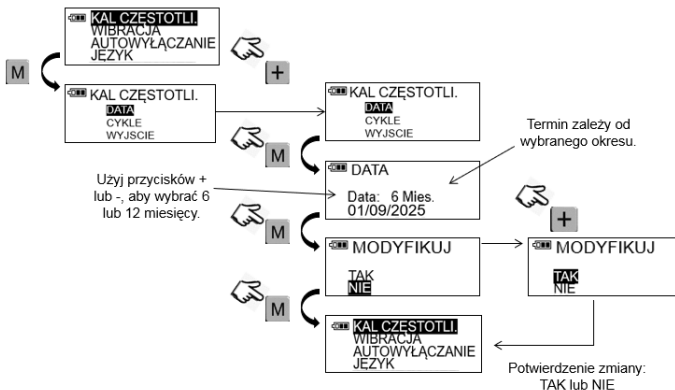 KAL CZĘSTOTLI.
WIBRACJA
AUTOWYŁĄCZANIE
JĘZYK
M
+
KAL CZĘSTOTLI.
DATA
CYKLE
WYJSCIE
KAL CZĘSTOTLI.
DATA
CYKLE
WYJSCIE
M
Termin zależy od
wybranego okresu.
DATA
Data: 6 Mies.
01/09/2025
Użyj przycisków +
lub -, aby wybrać 6
lub 12 miesięcy.
M
+
MODYFIKUJ
TAK
NIE
MODYFIKUJ
TAK
NIE
M
KAL CZĘSTOTLI.
WIBRACJA
AUTOWYŁĄCZANIE
JĘZYK
Potwierdzenie zmiany:
TAK lub NIE